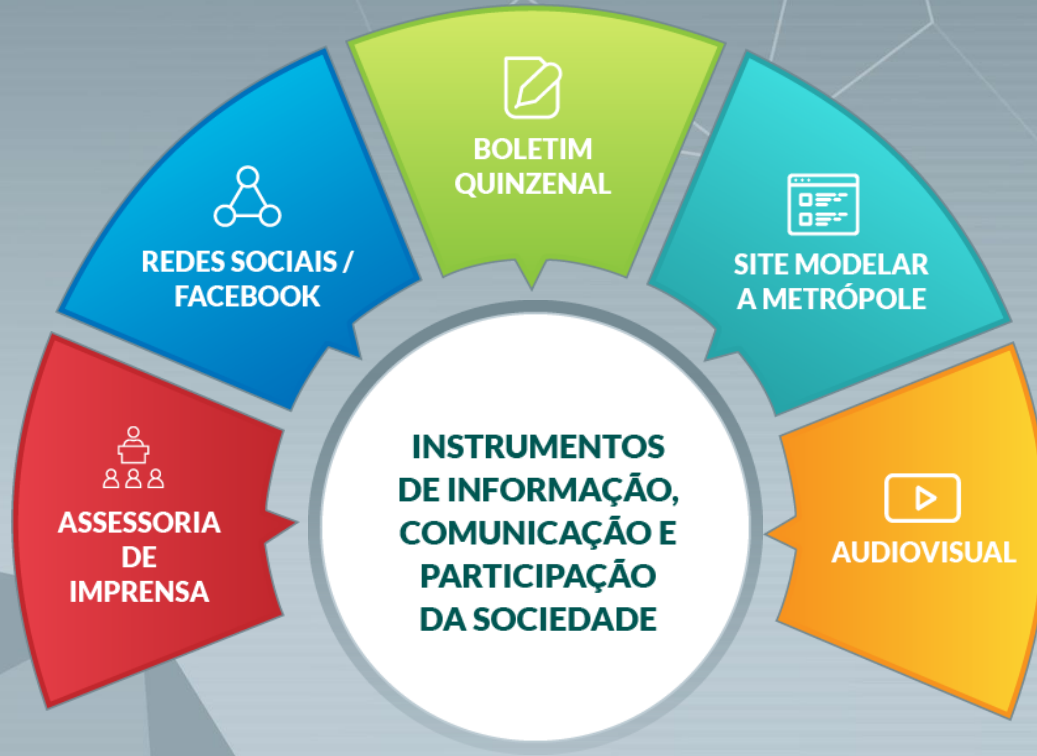 BOLETIM
QUINZENAL
REDES SOCIAIS /
FACEBOOK
SITE MODELAR
A METRÓPOLE
ASSESSORIA
DE
IMPRENSA
AUDIOVISUAL
INSTRUMENTOS
DE INFORMAÇÃO,
COMUNICAÇÃO E
PARTICIPAÇÃO
DA SOCIEDADE